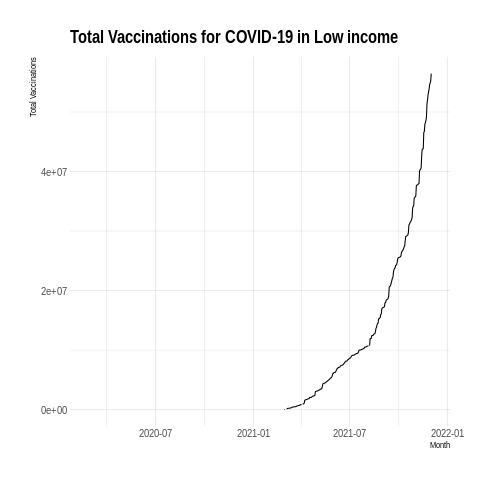 Total Vaccinations for COVID-19 in Low income
Total Vaccinations
4e+07
2e+07
0e+00
2020-07 2021-01 2021-07 2022-01
Month